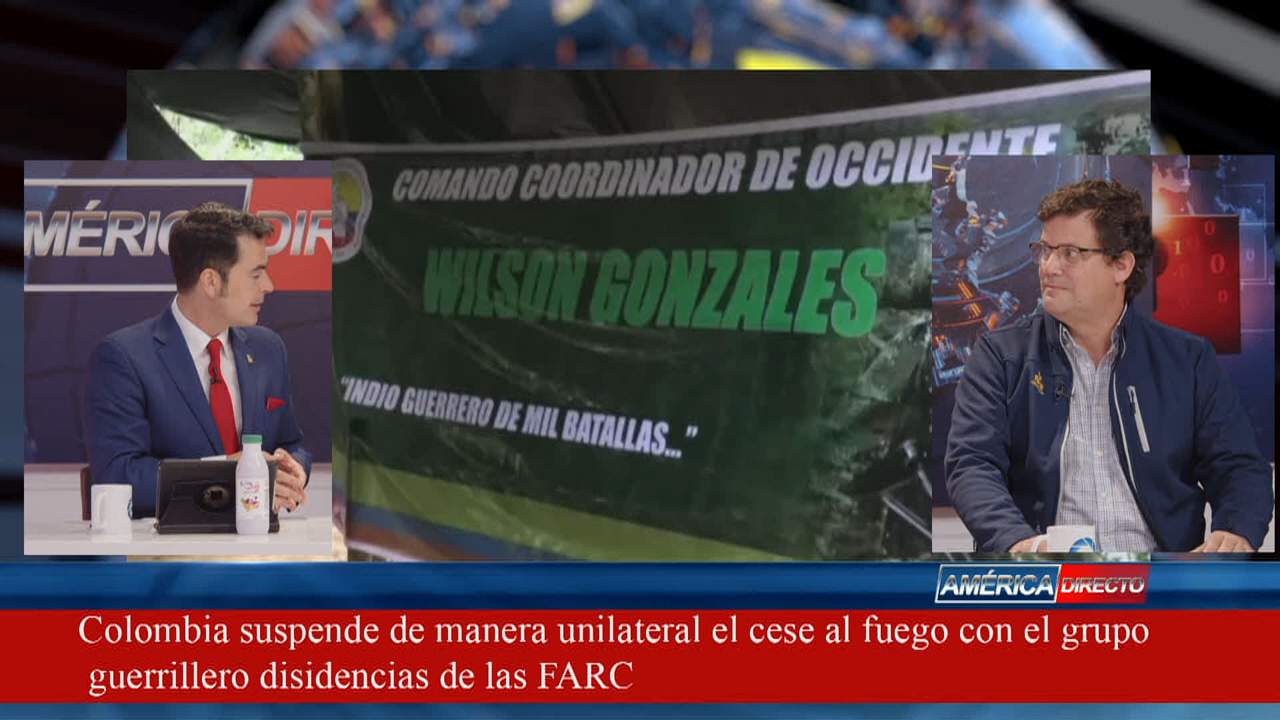 COMANDO COORDINADOR DE OCCIDENTE
WILSON GONZALES
"INDIO GUERRERO DE MIL BATALLAS..."
AMÉRICA DIRECTO
Colombia suspende de manera unilateral el cese al fuego con el grupo
guerrillero disidencias de las FARC